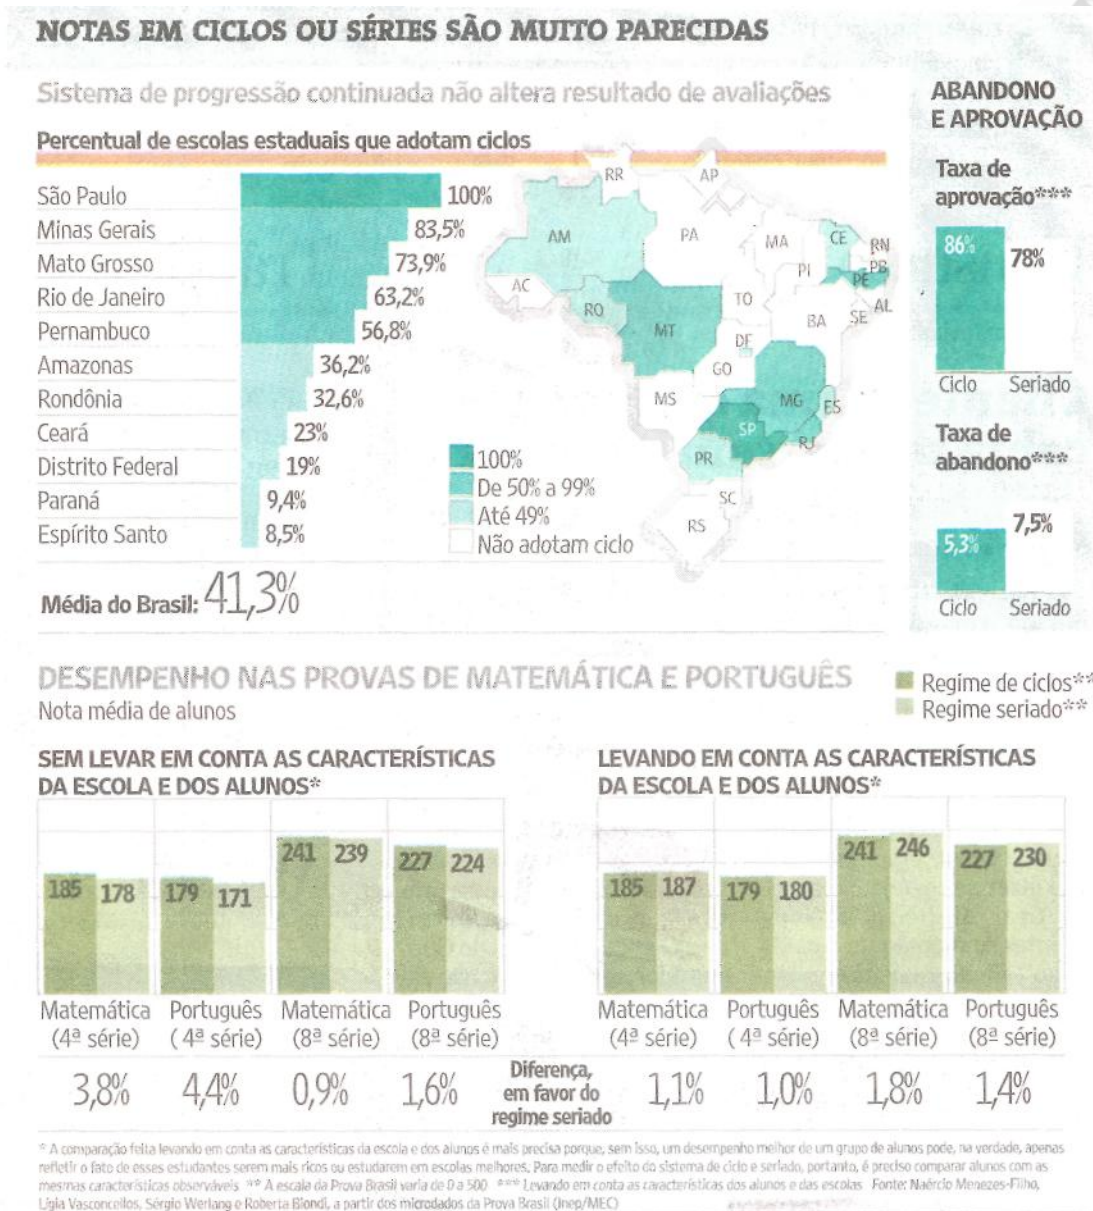 NOTAS EM CICLOS OU SÉRIES SÃO MUITO PARECIDAS
Sistema de progressão continuada não altera resultado de avaliações
Percentual de escolas estaduais que adotam ciclos
São Paulo 100%
Minas Gerais 83,5%
Mato Grosso 73,9%
Rio de Janeiro 63,2%
Pernambuco 56,8%
Amazonas 36,2%
Rondônia 32,6%
Ceará 23%
Distrito Federal 19%
Paraná 9,4%
Espírito Santo 8,5%
Média do Brasil: 41,3%
RR
AP
AM
PA
MA
CE
RN
PB
PI
PE
AC
AL
TO
SE
RO
BA
MT
DF
GO
MS
MG
ES
SP
RJ
PR
SC
RS
100%
De 50% a 99%
Até 49%
Não adotam ciclo
ABANDONO
E APROVAÇÃO
Taxa de
aprovação***
86% 78%
Ciclo Seriado
Taxa de
abandono***
5,3% 7,5%
Ciclo Seriado
DESEMPENHO NAS PROVAS DE MATEMÁTICA E PORTUGUÊS
Nota média de alunos
Regime de ciclos**
Regime seriado**
SEM LEVAR EM CONTA AS CARACTERÍSTICAS
DA ESCOLA E DOS ALUNOS*
185 178 179 171 241 239 227 224
Matemática Português Matemática Português
(4ª série) ( 4ª série) (8ª série) (8ª série)
3,8% 4,4% 0,9% 1,6%
Diferença,
em favor do
regime seriado
LEVANDO EM CONTA AS CARACTERÍSTICAS
DA ESCOLA E DOS ALUNOS*
185 187 179 180 241 246 227 230
Matemática Português Matemática Português
(4ª série) ( 4ª série) (8ª série) (8ª série)
1,1% 1,0% 1,8% 1,4%
* A comparação feita levando em conta as características da escola e dos alunos é mais precisa porque, sem isso, um desempenho melhor de um grupo de alunos pode, na verdade, apenas
refletir o fato de esses estudantes serem mais ricos ou estudarem em escolas melhores. Para medir o efeito do sistema de ciclo e seriado, portanto, é preciso comparar alunos com as
mesmas características observáveis ** A escala da Prova Brasil varia de 0 a 500 *** Levando em conta as características dos alunos e das escolas Fonte: Naércio Menezes-Filho,
Lígia Vasconcellos, Sérgio Werlang e Roberta Biondi, a partir dos microdados da Prova Brasil (Inep/MEC)